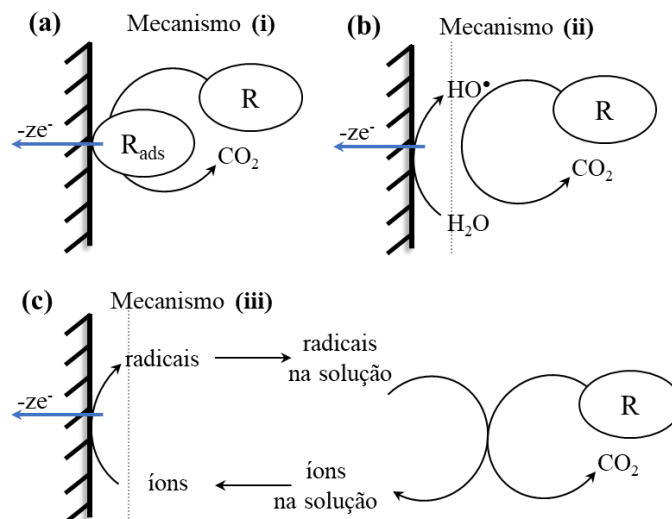 (a) Mecanismo (i)
R
-ze⁻
R_ads
CO₂
(b) Mecanismo (ii)
HO•
R
-ze⁻
CO₂
H₂O
(c) Mecanismo (iii)
radicais
radicais
na solução
-ze⁻
R
íons
íons
na solução
CO₂